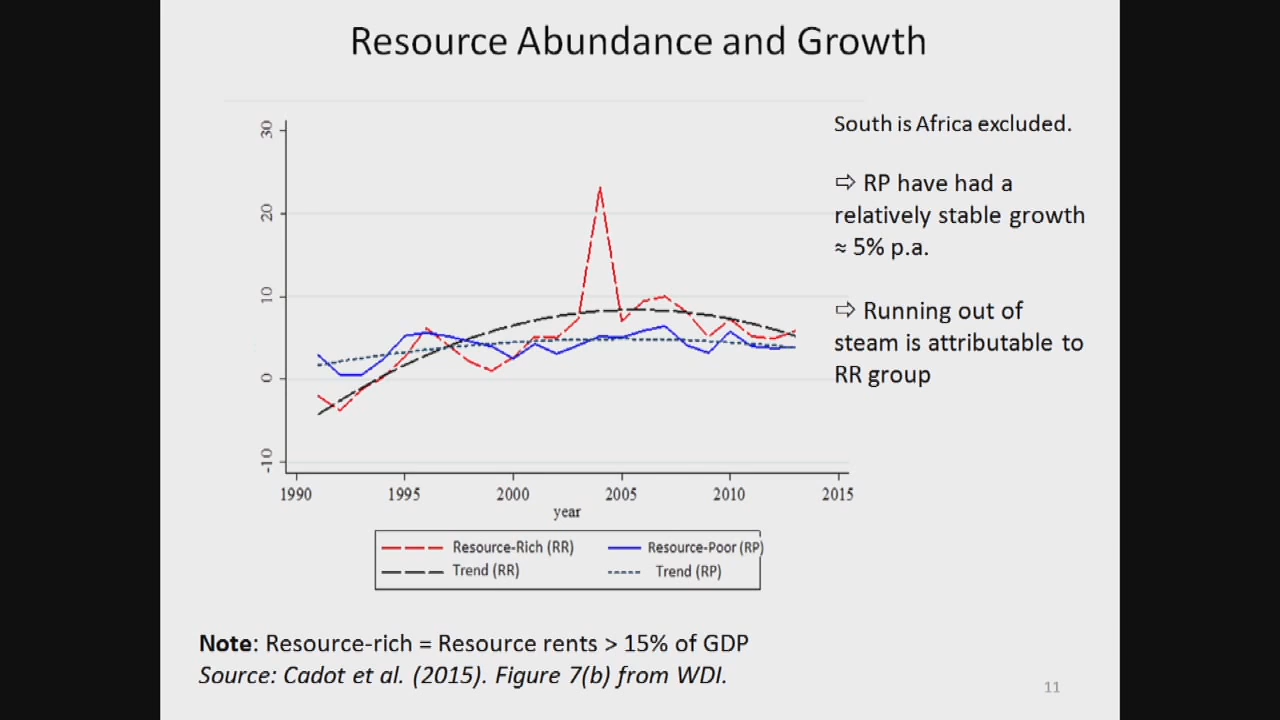 Resource Abundance and Growth
South is Africa excluded.
⇨ RP have had a
relatively stable growth
≈ 5% p.a.
⇨ Running out of
steam is attributable to
RR group
30
20
10
0
-10
1990 1995 2000 2005 2010 2015
year
Resource-Rich (RR) Resource-Poor (RP)
Trend (RR) Trend (RP)
Note: Resource-rich = Resource rents > 15% of GDP
Source: Cadot et al. (2015). Figure 7(b) from WDI.
11